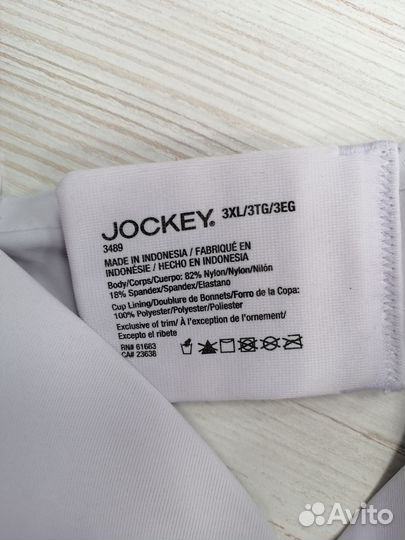 JOCKEY® 3XL/3TG/3EG
3489
MADE IN INDONESIA / FABRIQUÉ EN
INDONÉSIE / HECHO EN INDONESIA
Body/Corps/Cuerpo: 82% Nylon/Nylon/Nilón
18% Spandex/Spandex/Elastano
Cup Lining/Doublure de Bonnets/Forro de la Copa:
100% Polyester/Polyester/Poliester
Exclusive of trim/ À l'exception de l'ornement/
Excepto el ribete
RN# 61683
CA# 23638
Avito